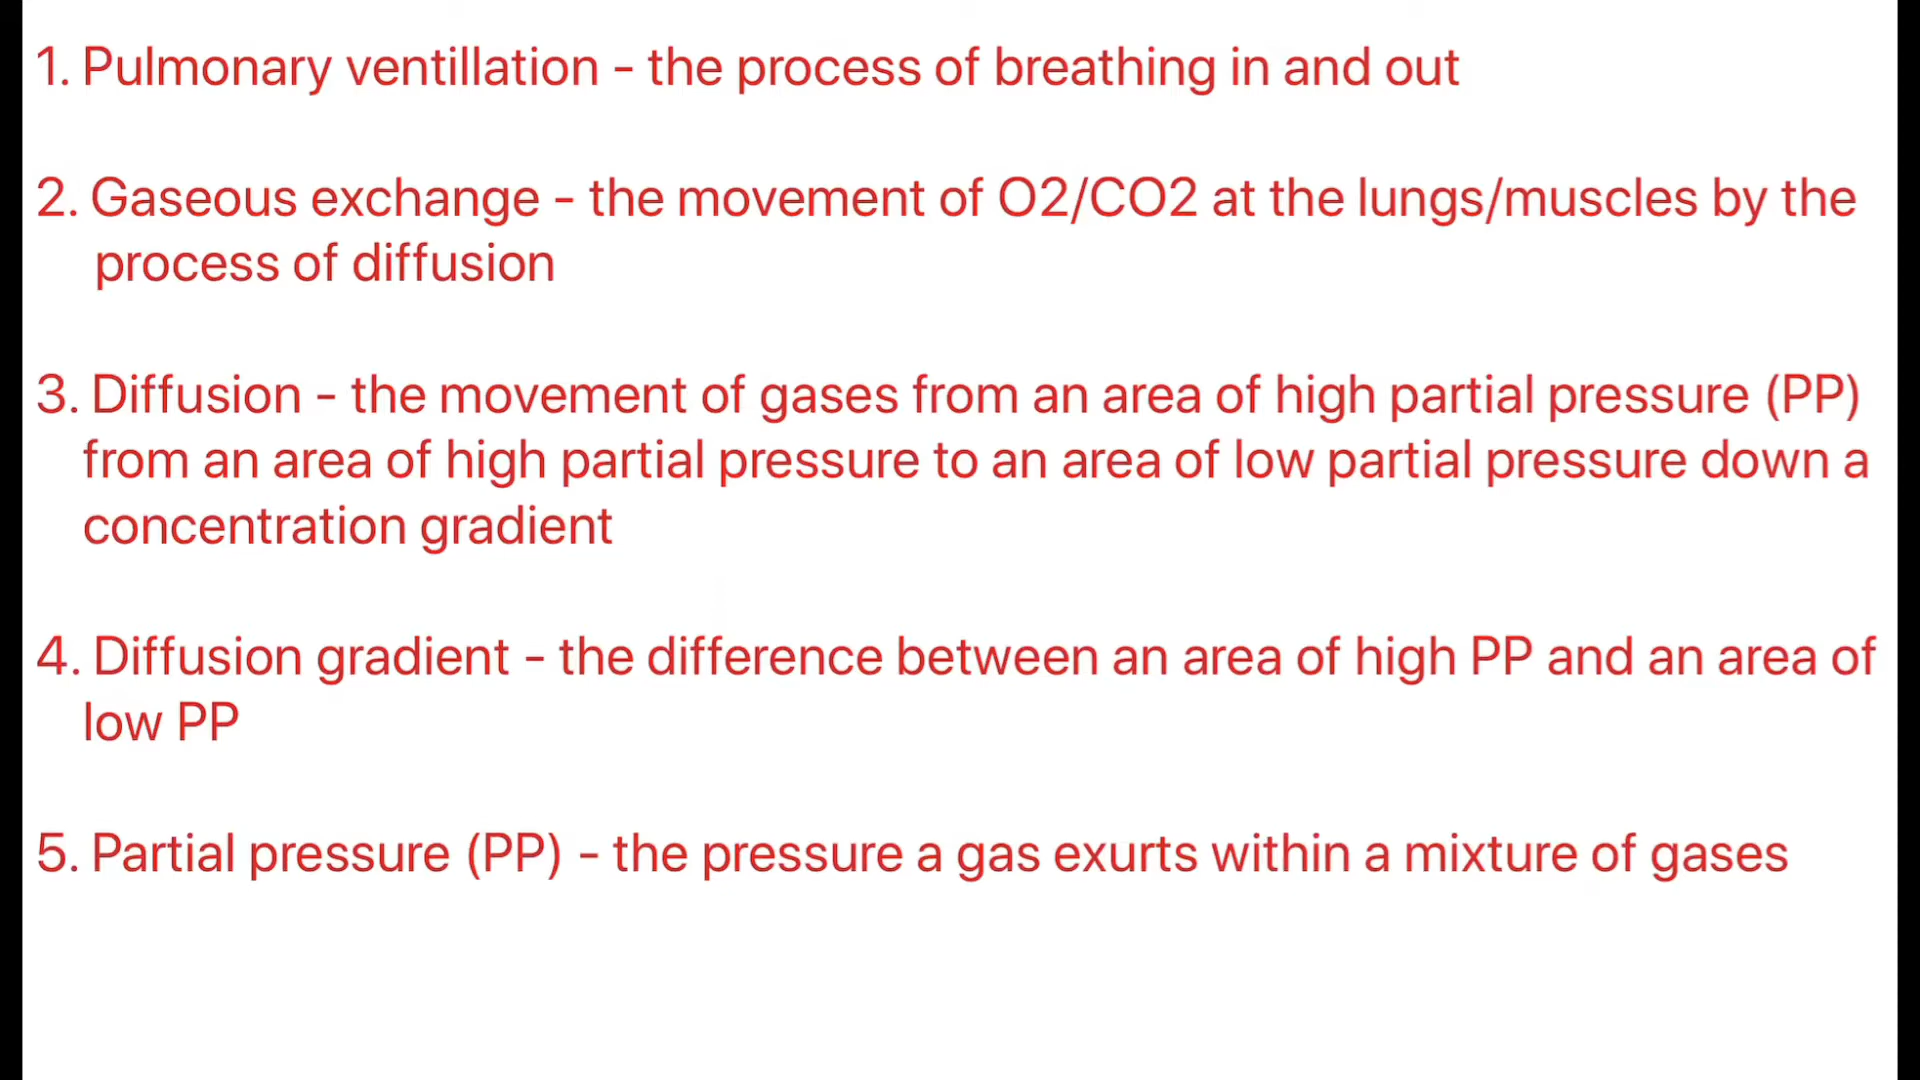 1. Pulmonary ventillation - the process of breathing in and out
2. Gaseous exchange - the movement of O2/CO2 at the lungs/muscles by the
process of diffusion
3. Diffusion - the movement of gases from an area of high partial pressure (PP)
from an area of high partial pressure to an area of low partial pressure down a
concentration gradient
4. Diffusion gradient - the difference between an area of high PP and an area of
low PP
5. Partial pressure (PP) - the pressure a gas exurts within a mixture of gases